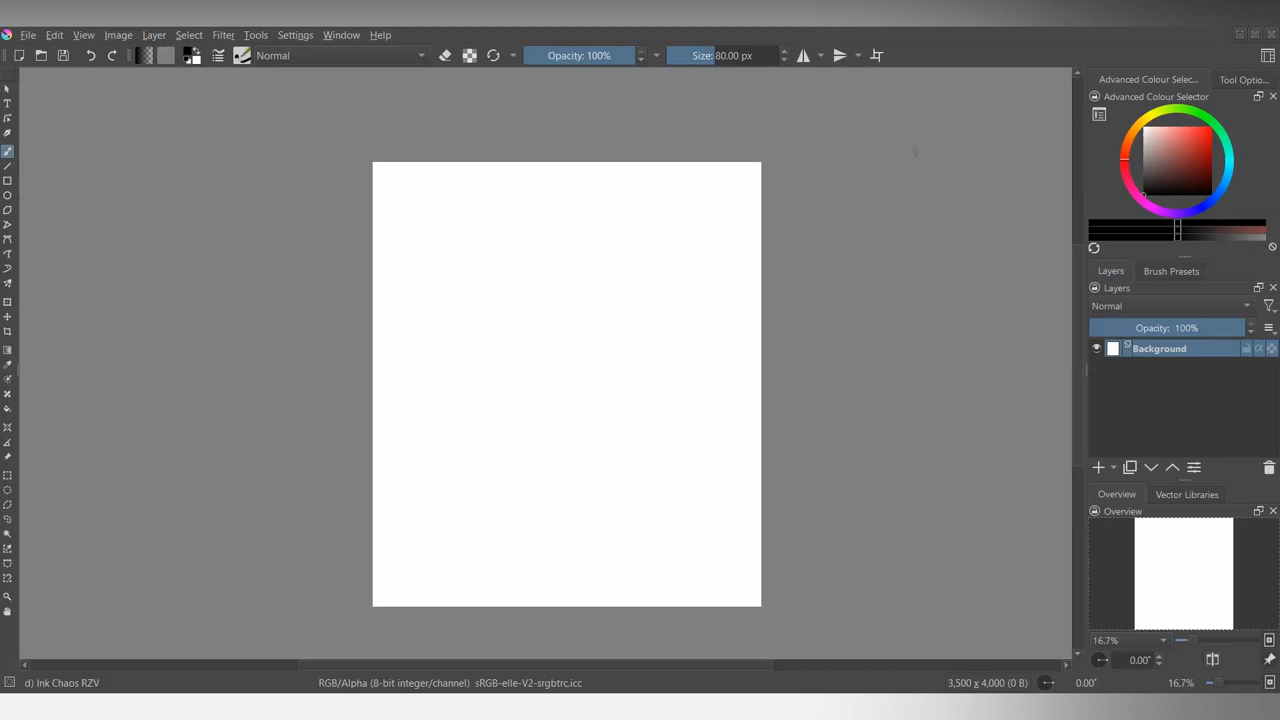 File Edit View Image Layer Select Filter Tools Settings Window Help
Normal Opacity: 100% Size: 80.00 px
Advanced Colour Selec... Tool Optio...
Advanced Colour Selector
Layers Brush Presets
Layers
Normal
Opacity: 100%
Background
Overview Vector Libraries
Overview
16.7%
0.00°
d) Ink Chaos RZV RGB/Alpha (8-bit integer/channel) sRGB-elle-V2-srgbtrc.icc 3,500 x 4,000 (0 B) 0.00° 16.7%